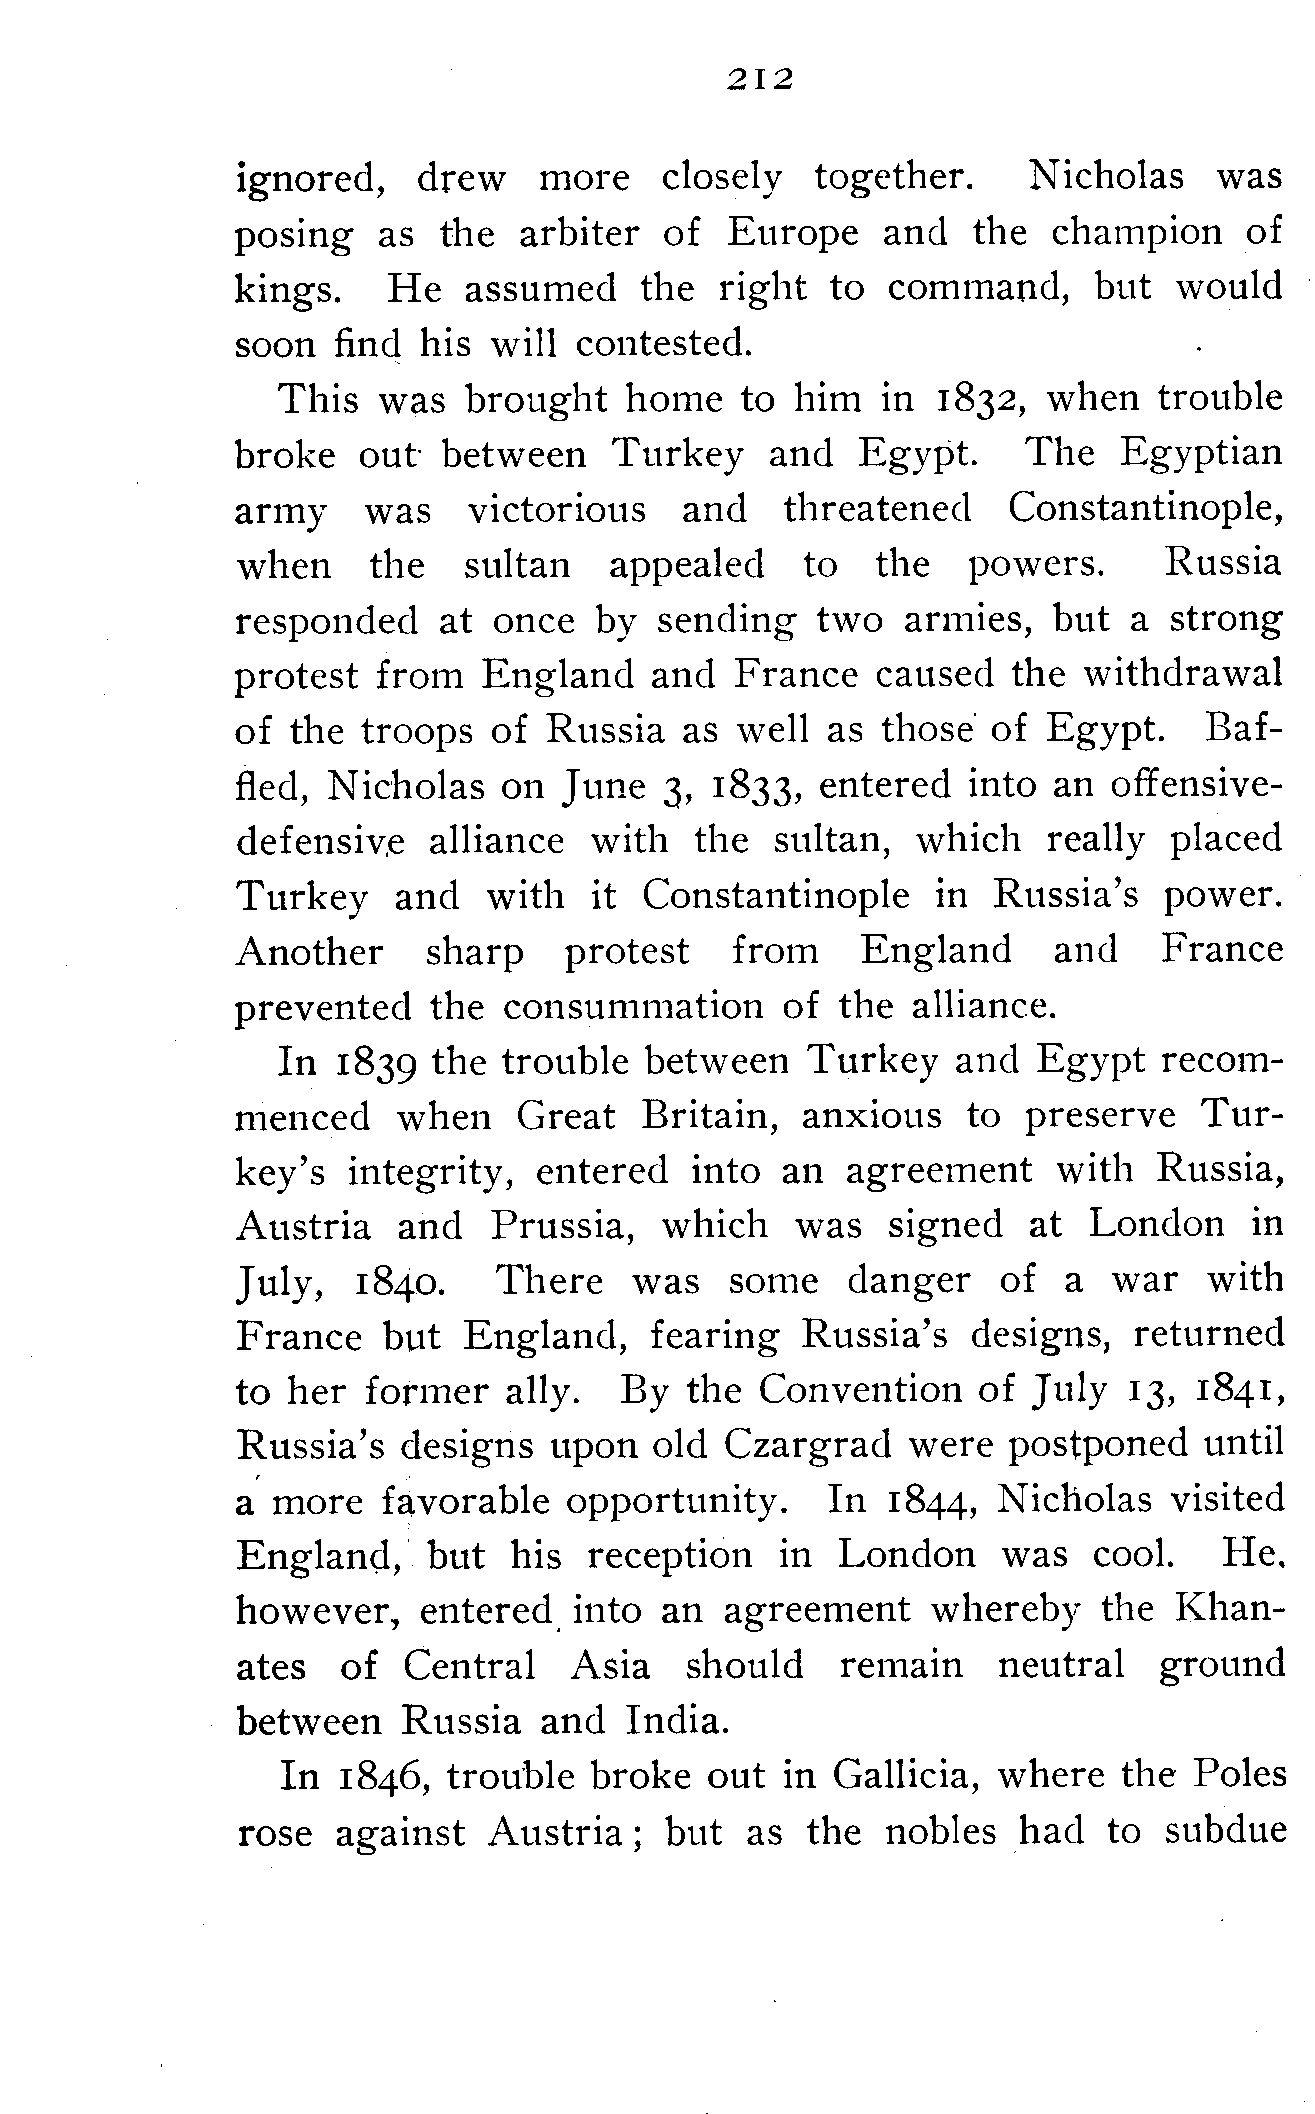 212
ignored, drew more closely together. Nicholas was
posing as the arbiter of Europe and the champion of
kings. He assumed the right to command, but would
soon find his will contested.
This was brought home to him in 1832, when trouble
broke out between Turkey and Egypt. The Egyptian
army was victorious and threatened Constantinople,
when the sultan appealed to the powers. Russia
responded at once by sending two armies, but a strong
protest from England and France caused the withdrawal
of the troops of Russia as well as those of Egypt. Baf-
fled, Nicholas on June 3, 1833, entered into an offensive-
defensive alliance with the sultan, which really placed
Turkey and with it Constantinople in Russia's power.
Another sharp protest from England and France
prevented the consummation of the alliance.
In 1839 the trouble between Turkey and Egypt recom-
menced when Great Britain, anxious to preserve Tur-
key's integrity, entered into an agreement with Russia,
Austria and Prussia, which was signed at London in
July, 1840. There was some danger of a war with
France but England, fearing Russia's designs, returned
to her former ally. By the Convention of July 13, 1841,
Russia's designs upon old Czargrad were postponed until
a more favorable opportunity. In 1844, Nicholas visited
England, but his reception in London was cool. He.
however, entered into an agreement whereby the Khan-
ates of Central Asia should remain neutral ground
between Russia and India.
In 1846, trouble broke out in Gallicia, where the Poles
rose against Austria; but as the nobles had to subdue